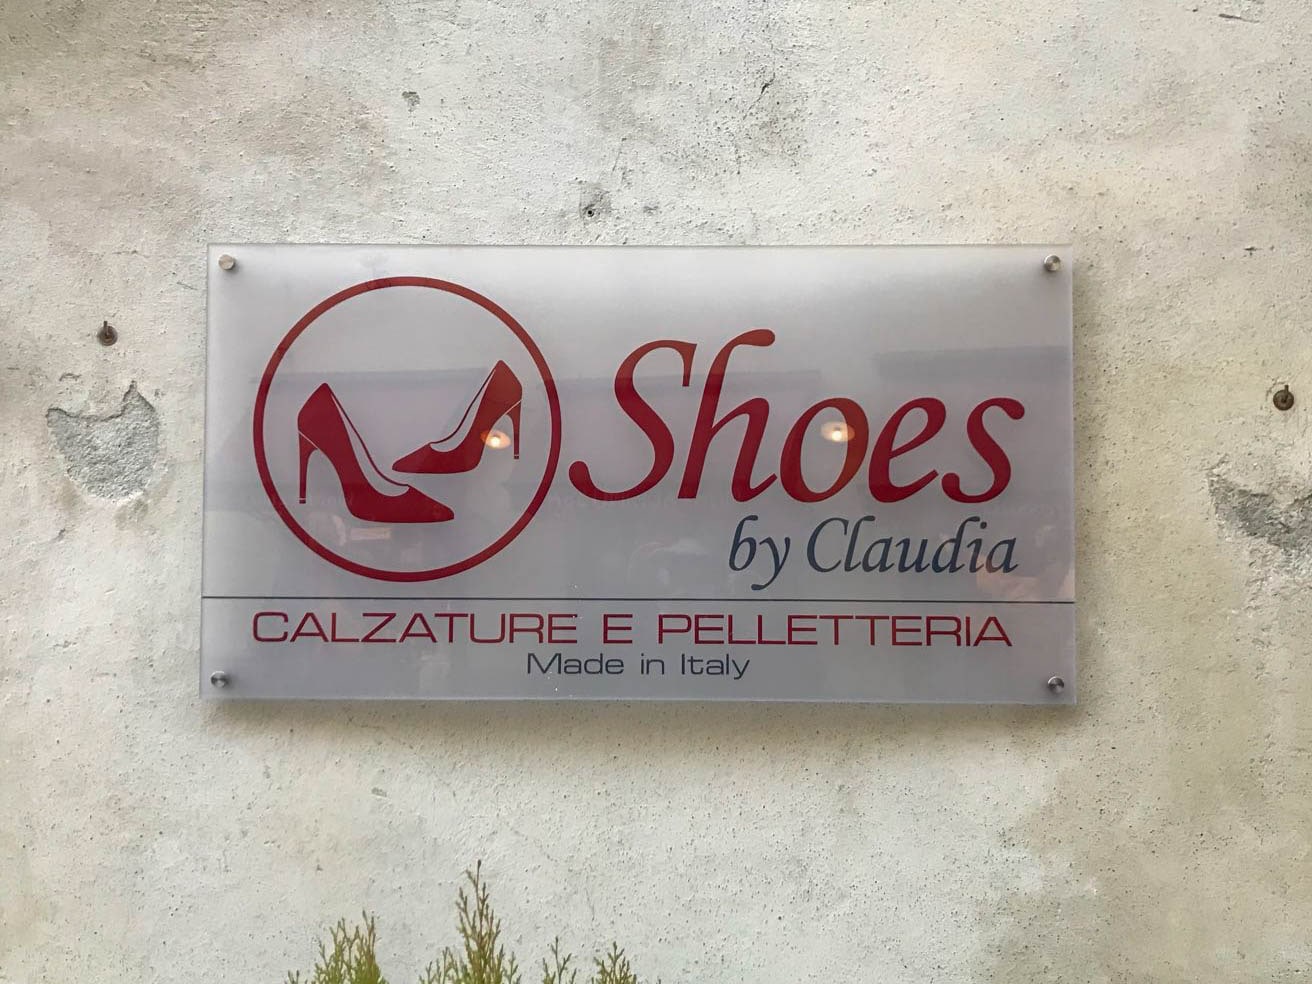 Shoes
by Claudia
CALZATURE E PELLETTERIA
Made in Italy